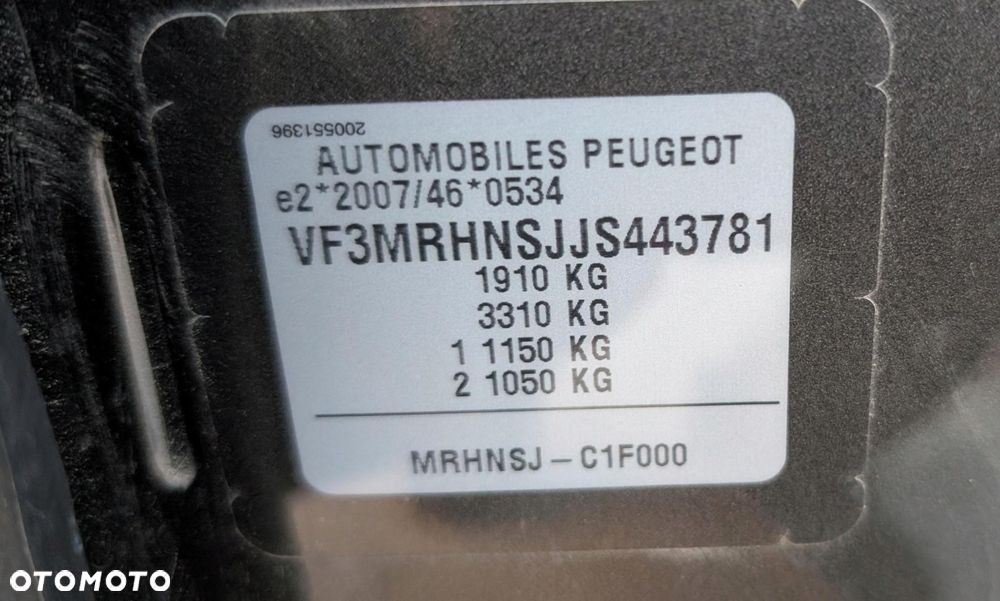 200551396
AUTOMOBILES PEUGEOT
e2*2007/46*0534
VF3MRHNSJJS443781
1910 KG
3310 KG
1 1150 KG
2 1050 KG
MRHNSJ – C1F000
OTOMOTO